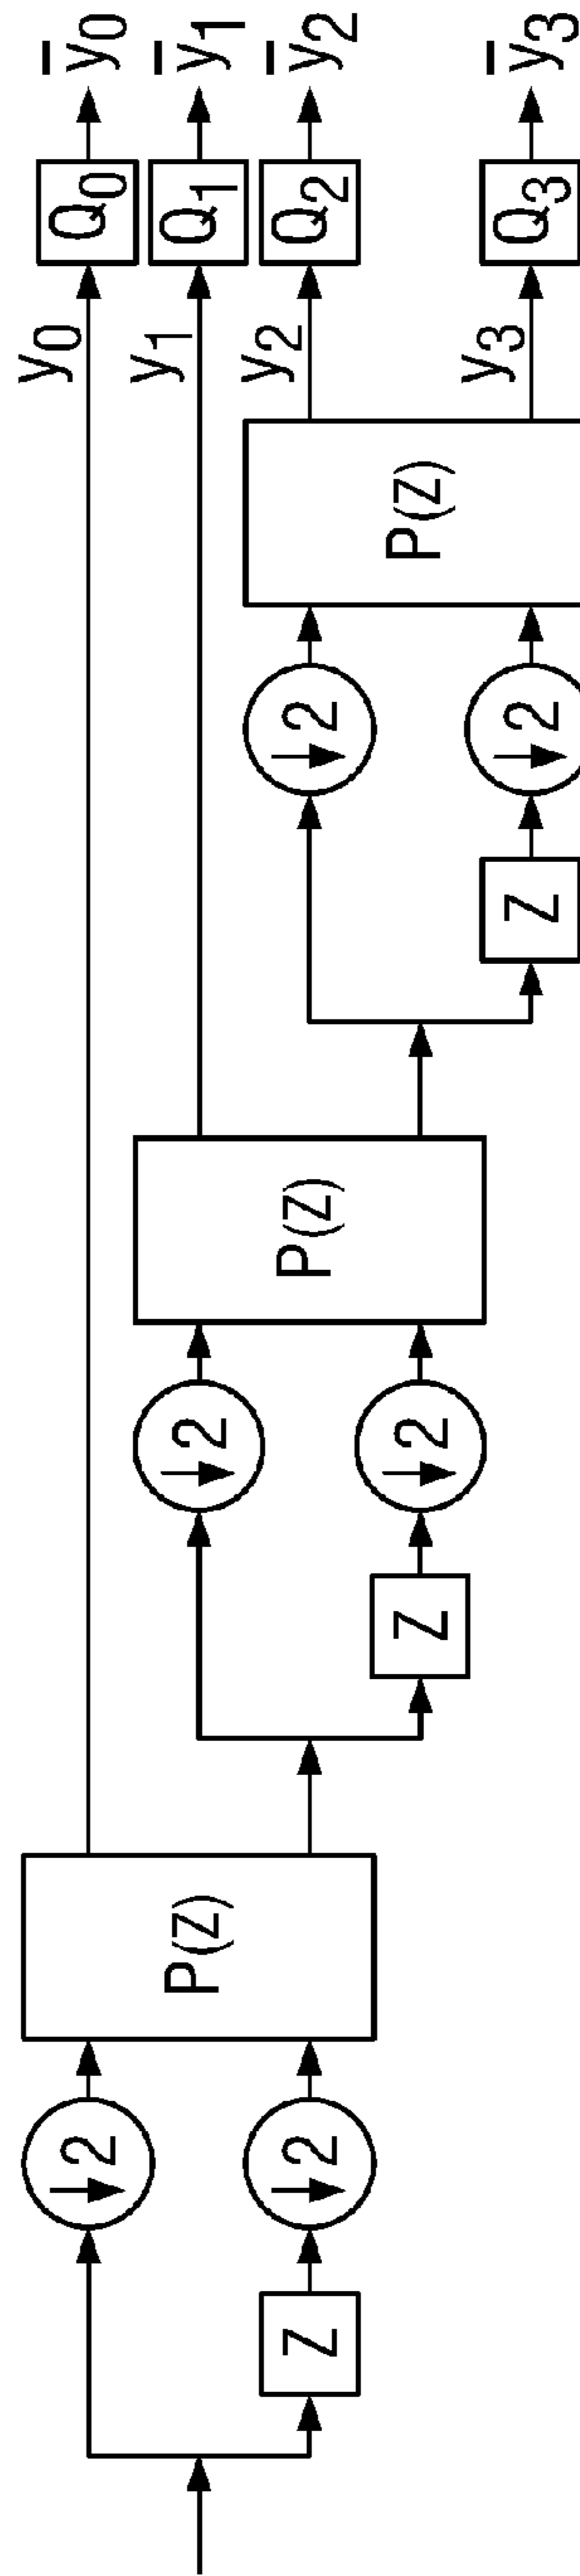 y0 Q0 ȳ0
y1 Q1 ȳ1
↓2 P(Z) y2 Q2 ȳ2
Z ↓2 y3 Q3 ȳ3
↓2 P(Z)
Z ↓2
↓2 P(Z)
Z ↓2